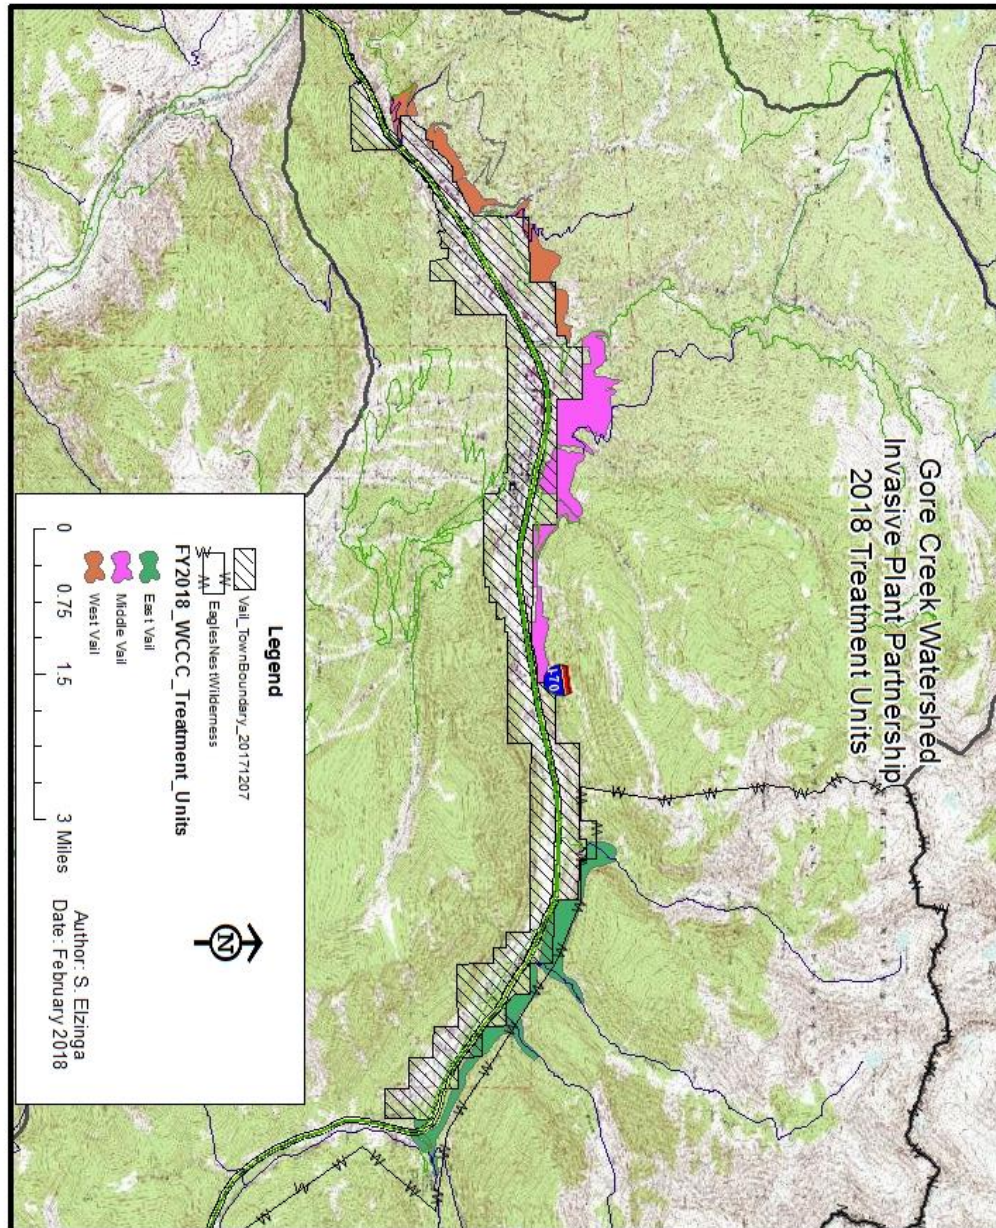 Gore Creek Watershed
Invasive Plant Partnership
2018 Treatment Units
I-70
Legend
Vail_TownBoundary_20171207
EaglesNestWilderness
FY2018_WCCC_Treatment_Units
East Vail
Middle Vail
West Vail
0 0.75 1.5 3 Miles
N
Author: S. Elzinga
Date: February 2018